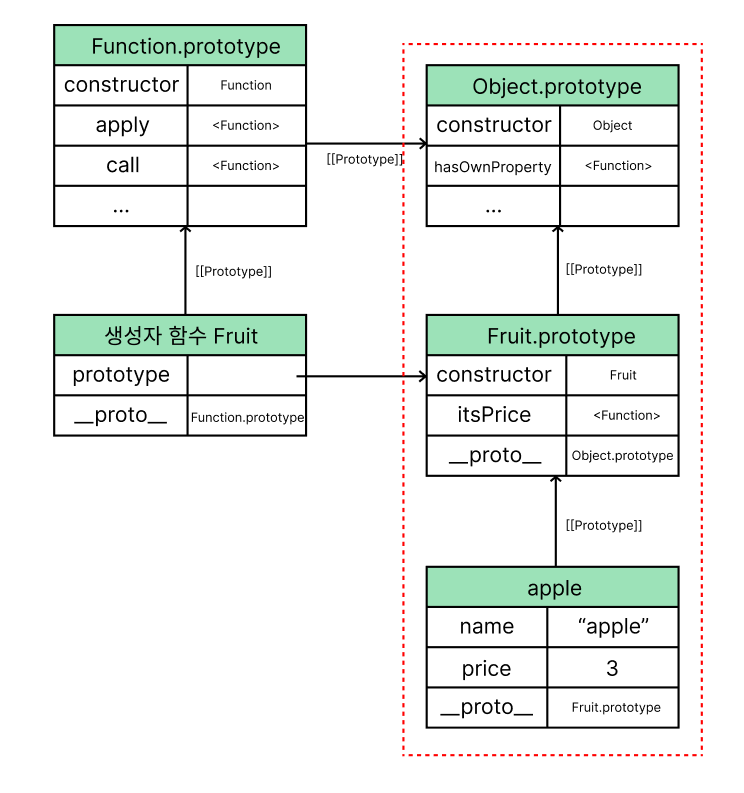 Function.prototype
constructor Function
apply <Function>
call <Function>
...
[[Prototype]]
Object.prototype
constructor Object
hasOwnProperty <Function>
...
[[Prototype]]
[[Prototype]]
생성자 함수 Fruit
prototype
__proto__ Function.prototype
Fruit.prototype
constructor Fruit
itsPrice <Function>
__proto__ Object.prototype
[[Prototype]]
apple
name “apple”
price 3
__proto__ Fruit.prototype